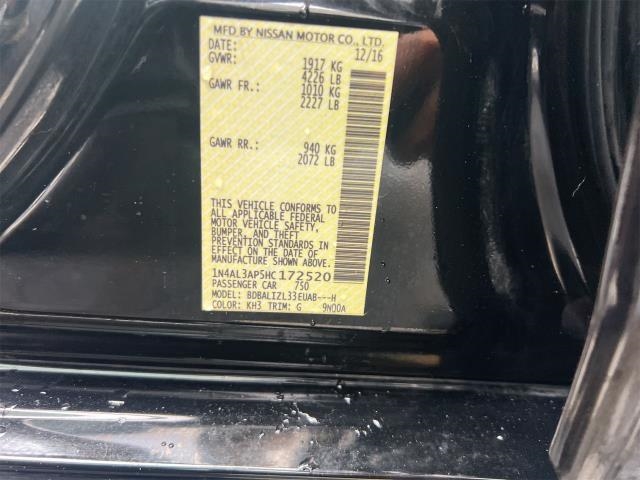 MFD BY NISSAN MOTOR CO., LTD.
DATE: 12/16
GVWR: 1917 KG
4226 LB
GAWR FR.: 1010 KG
2227 LB
GAWR RR.: 940 KG
2072 LB
THIS VEHICLE CONFORMS TO
ALL APPLICABLE FEDERAL
MOTOR VEHICLE SAFETY,
BUMPER, AND THEFT
PREVENTION STANDARDS IN
EFFECT ON THE DATE OF
MANUFACTURE SHOWN ABOVE.
1N4AL3AP5HC172520
PASSENGER CAR 750
MODEL: BDBALIZL33EUAB---H
COLOR: KH3 TRIM: G 9N00A